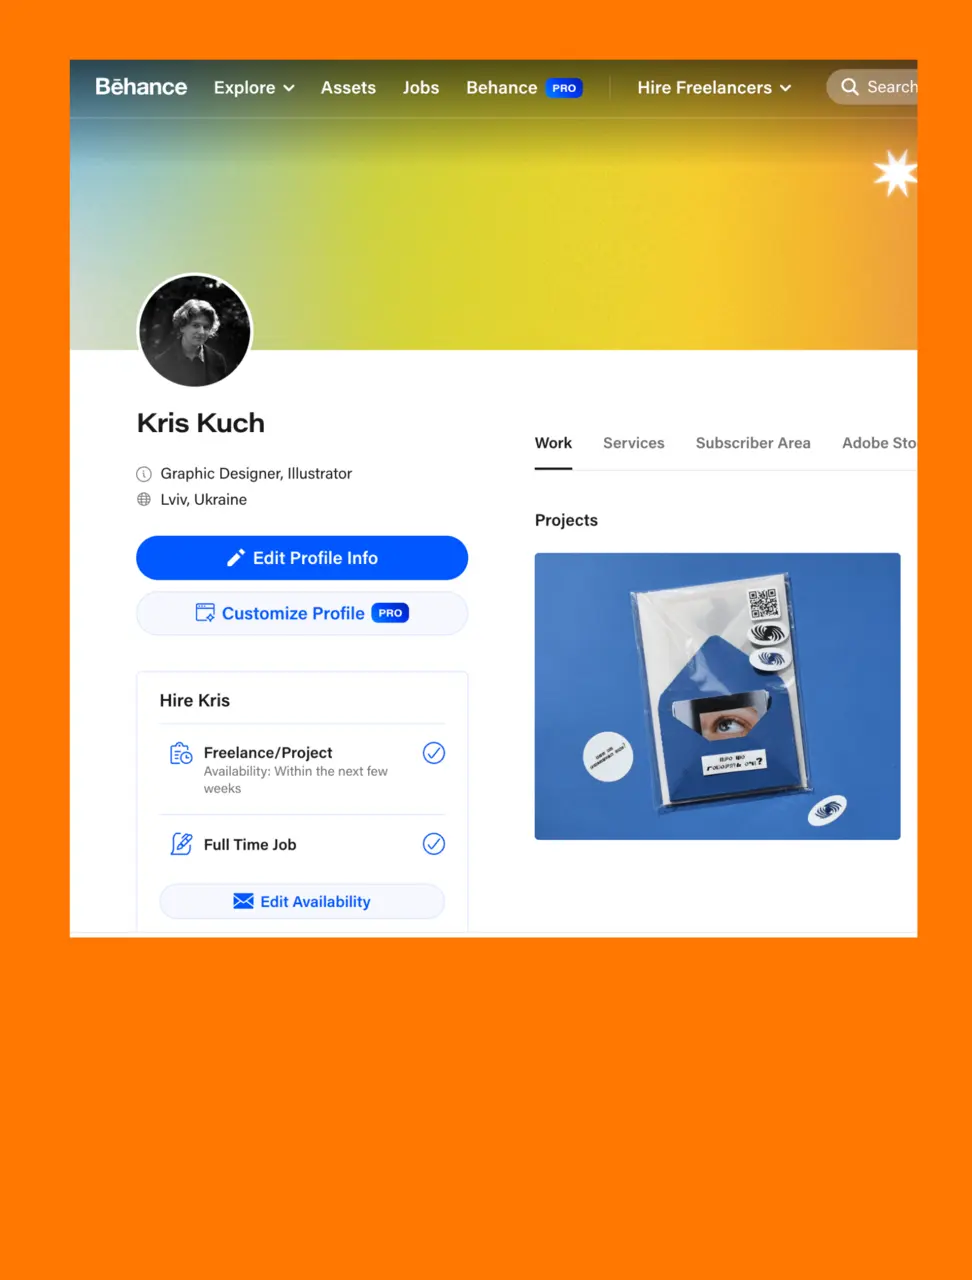 Bēhance Explore Assets Jobs Behance PRO Hire Freelancers Search
Kris Kuch
Graphic Designer, Illustrator
Lviv, Ukraine
Edit Profile Info
Customize Profile PRO
Hire Kris
Freelance/Project
Availability: Within the next few
weeks
Full Time Job
Edit Availability
Work Services Subscriber Area Adobe Sto
Projects